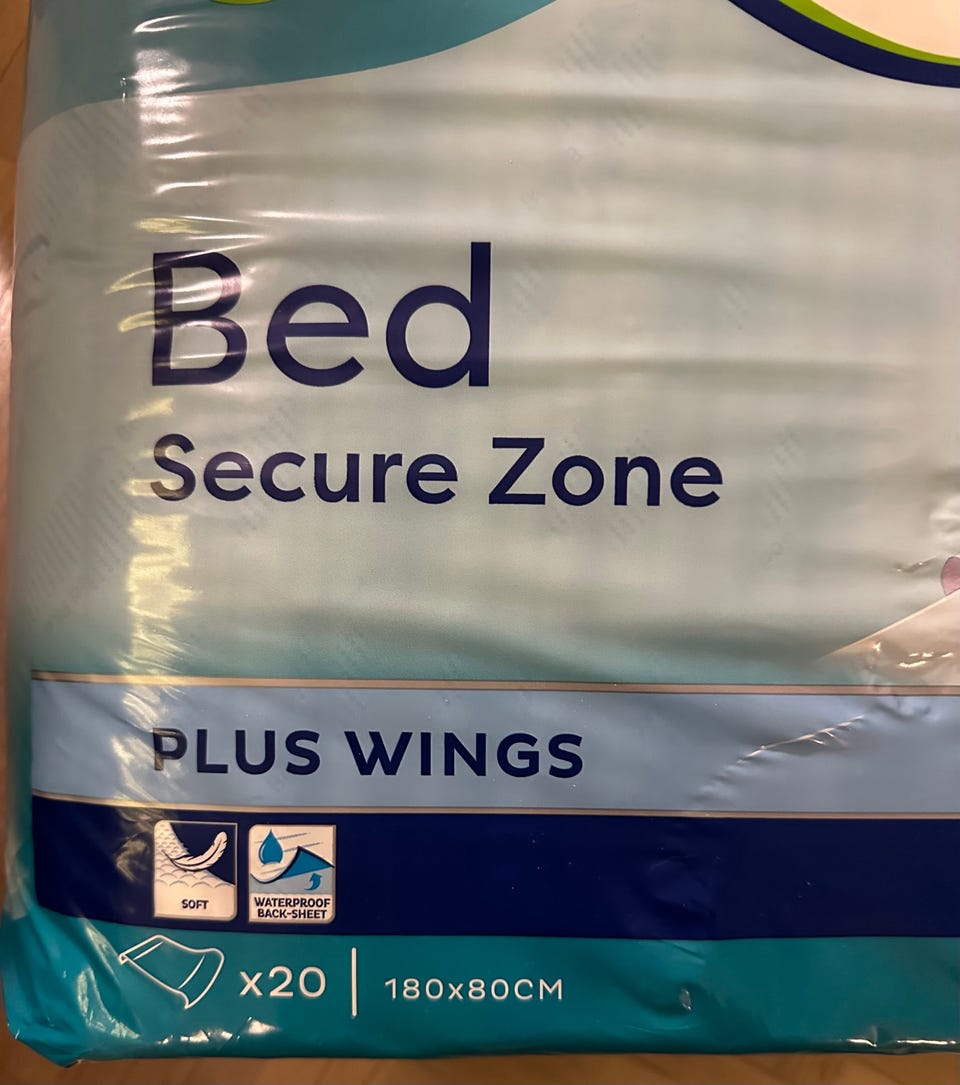 Bed
Secure Zone
PLUS WINGS
SOFT
WATERPROOF
BACK-SHEET
x20
180x80CM